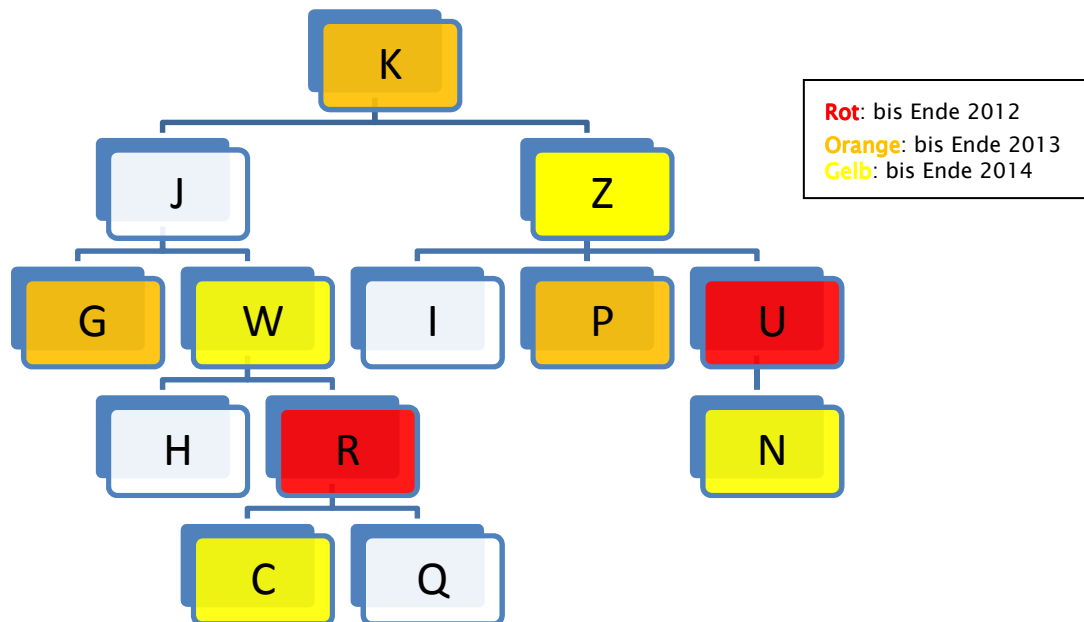 K
Rot: bis Ende 2012
Orange: bis Ende 2013
Gelb: bis Ende 2014
J
Z
G
W
I
P
U
H
R
N
C
Q